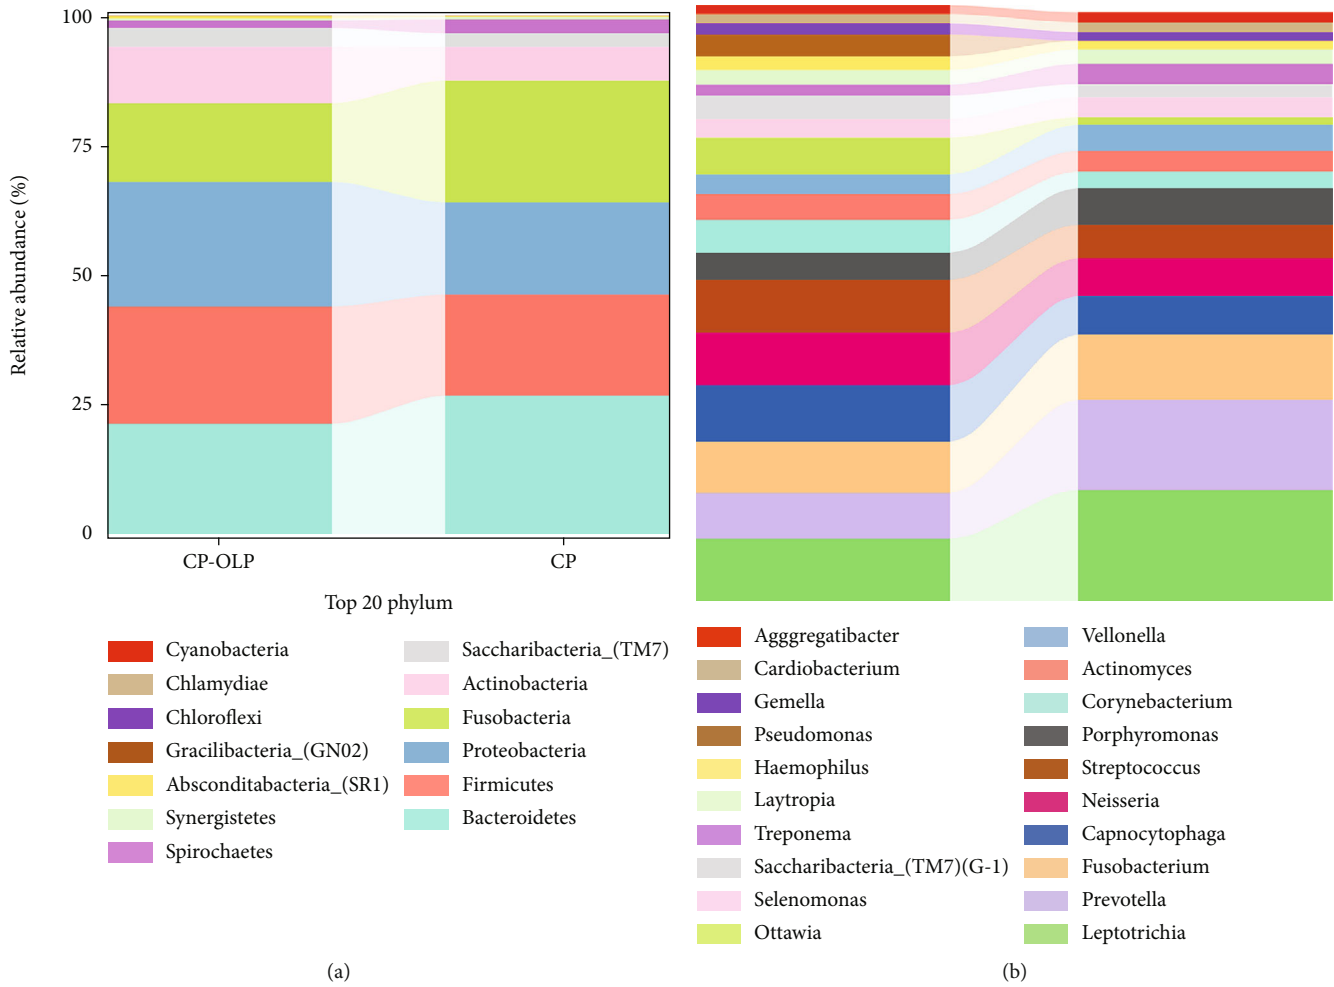 Relative abundance (%)
100
75
50
25
0
CP-OLP
CP
Top 20 phylum
Cyanobacteria
Chlamydiae
Chloroflexi
Gracilibacteria_(GN02)
Absconditabacteria_(SR1)
Synergistetes
Spirochaetes
Saccharibacteria_(TM7)
Actinobacteria
Fusobacteria
Proteobacteria
Firmicutes
Bacteroidetes
(a)
Agggregatibacter
Cardiobacterium
Gemella
Pseudomonas
Haemophilus
Laytropia
Treponema
Saccharibacteria_(TM7)(G-1)
Selenomonas
Ottawia
Vellonella
Actinomyces
Corynebacterium
Porphyromonas
Streptococcus
Neisseria
Capnocytophaga
Fusobacterium
Prevotella
Leptotrichia
(b)